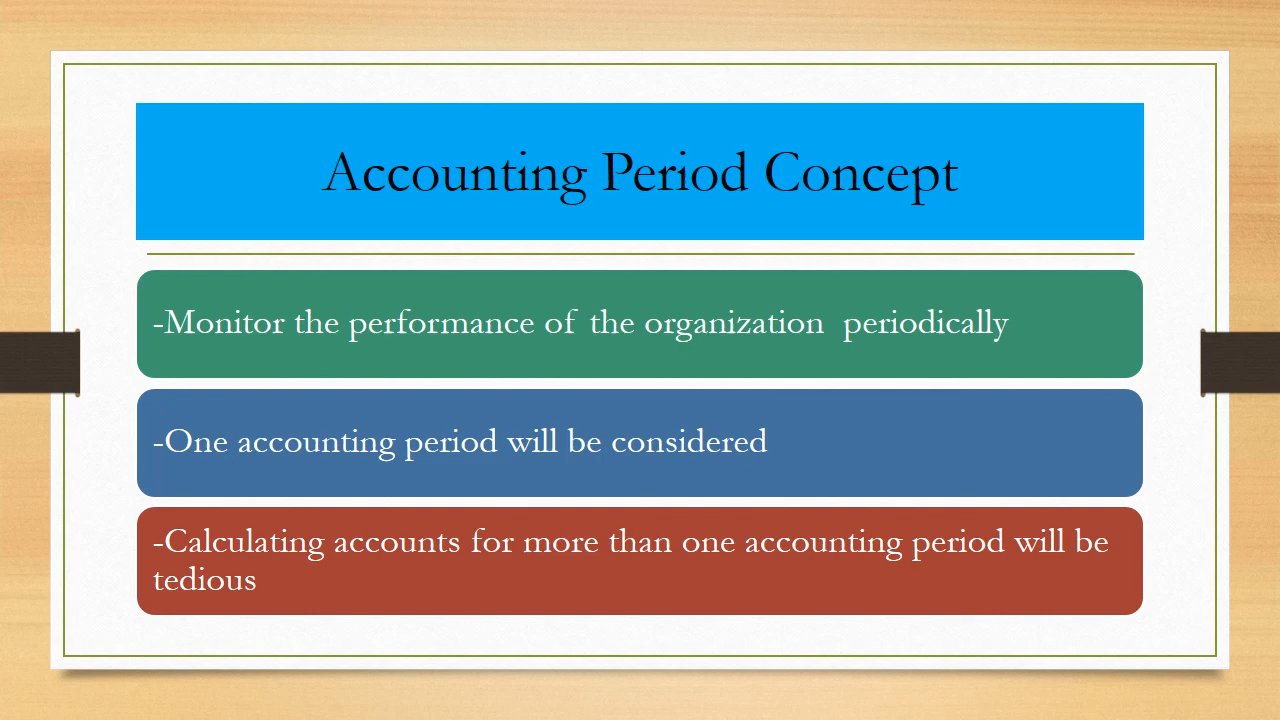 Accounting Period Concept
-Monitor the performance of the organization  periodically
-One accounting period will be considered
-Calculating accounts for more than one accounting period will be
tedious